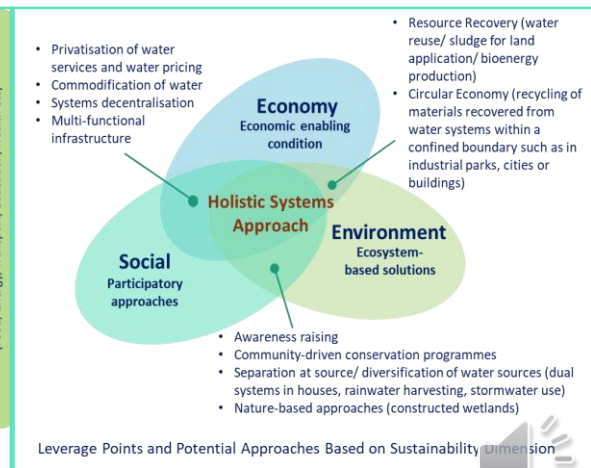 • Privatisation of water
services and water pricing
• Commodification of water
• Systems decentralisation
• Multi-functional
infrastructure
• Resource Recovery (water
reuse/ sludge for land
application/ bioenergy
production)
• Circular Economy (recycling of
materials recovered from
water systems within a
confined boundary such as in
industrial parks, cities or
buildings)
Economy
Economic enabling
condition
Holistic Systems
Approach
Environment
Ecosystem-
based solutions
Social
Participatory
approaches
• Awareness raising
• Community-driven conservation programmes
• Separation at source/ diversification of water sources (dual
systems in houses, rainwater harvesting, stormwater use)
• Nature-based approaches (constructed wetlands)
Leverage Points and Potential Approaches Based on Sustainability Dimension